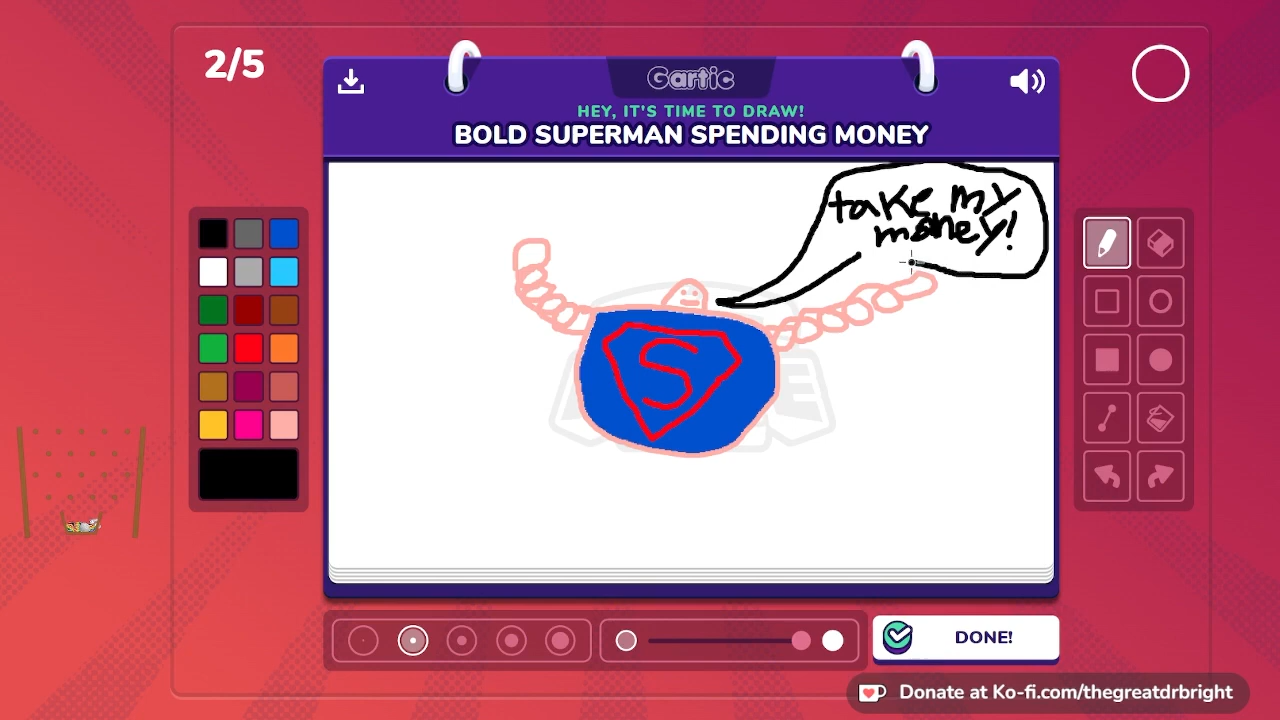 2/5
Gartic
HEY, IT'S TIME TO DRAW!
BOLD SUPERMAN SPENDING MONEY
take my
money!
S
DONE!
Donate at Ko-fi.com/thegreatdrbright